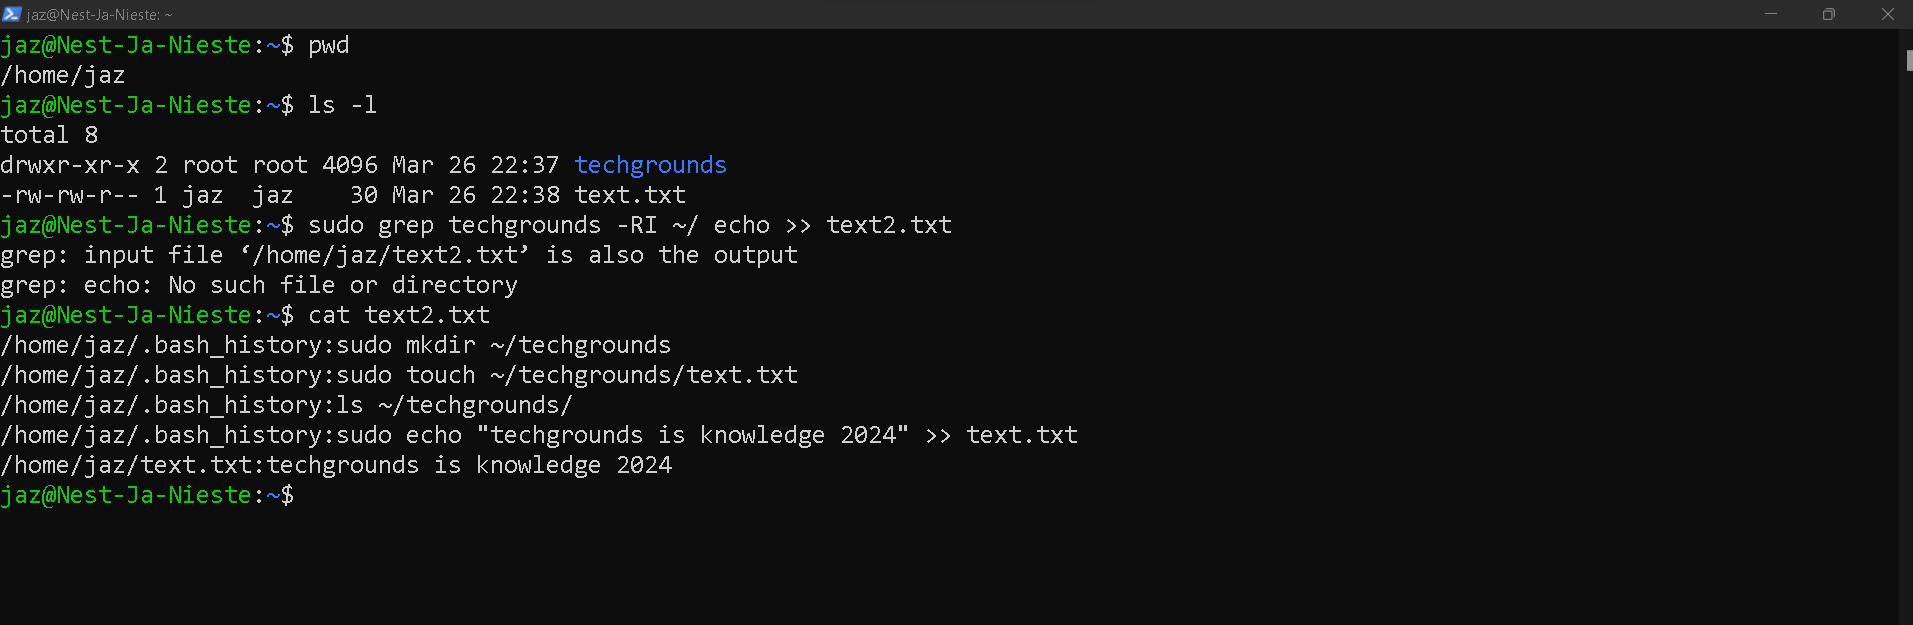 jaz@Nest-Ja-Nieste: ~
jaz@Nest-Ja-Nieste:~$ pwd
/home/jaz
jaz@Nest-Ja-Nieste:~$ ls -l
total 8
drwxr-xr-x 2 root root 4096 Mar 26 22:37 techgrounds
-rw-rw-r-- 1 jaz  jaz    30 Mar 26 22:38 text.txt
jaz@Nest-Ja-Nieste:~$ sudo grep techgrounds -RI ~/ echo >> text2.txt
grep: input file ‘/home/jaz/text2.txt’ is also the output
grep: echo: No such file or directory
jaz@Nest-Ja-Nieste:~$ cat text2.txt
/home/jaz/.bash_history:sudo mkdir ~/techgrounds
/home/jaz/.bash_history:sudo touch ~/techgrounds/text.txt
/home/jaz/.bash_history:ls ~/techgrounds/
/home/jaz/.bash_history:sudo echo "techgrounds is knowledge 2024" >> text.txt
/home/jaz/text.txt:techgrounds is knowledge 2024
jaz@Nest-Ja-Nieste:~$